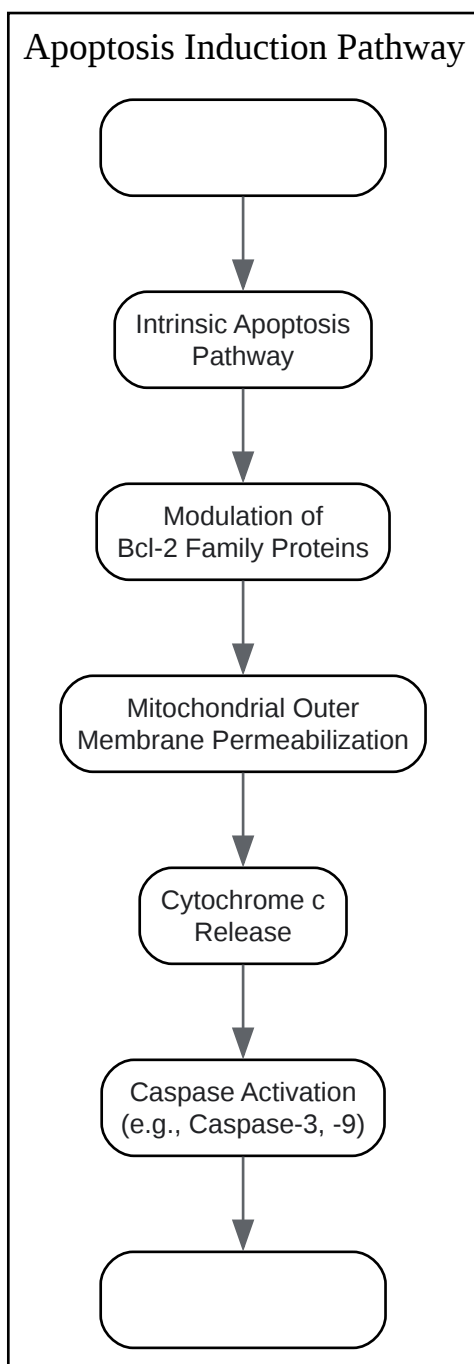 Apoptosis Induction Pathway
Intrinsic Apoptosis
Pathway
Modulation of
Bcl-2 Family Proteins
Mitochondrial Outer
Membrane Permeabilization
Cytochrome c
Release
Caspase Activation
(e.g., Caspase-3, -9)